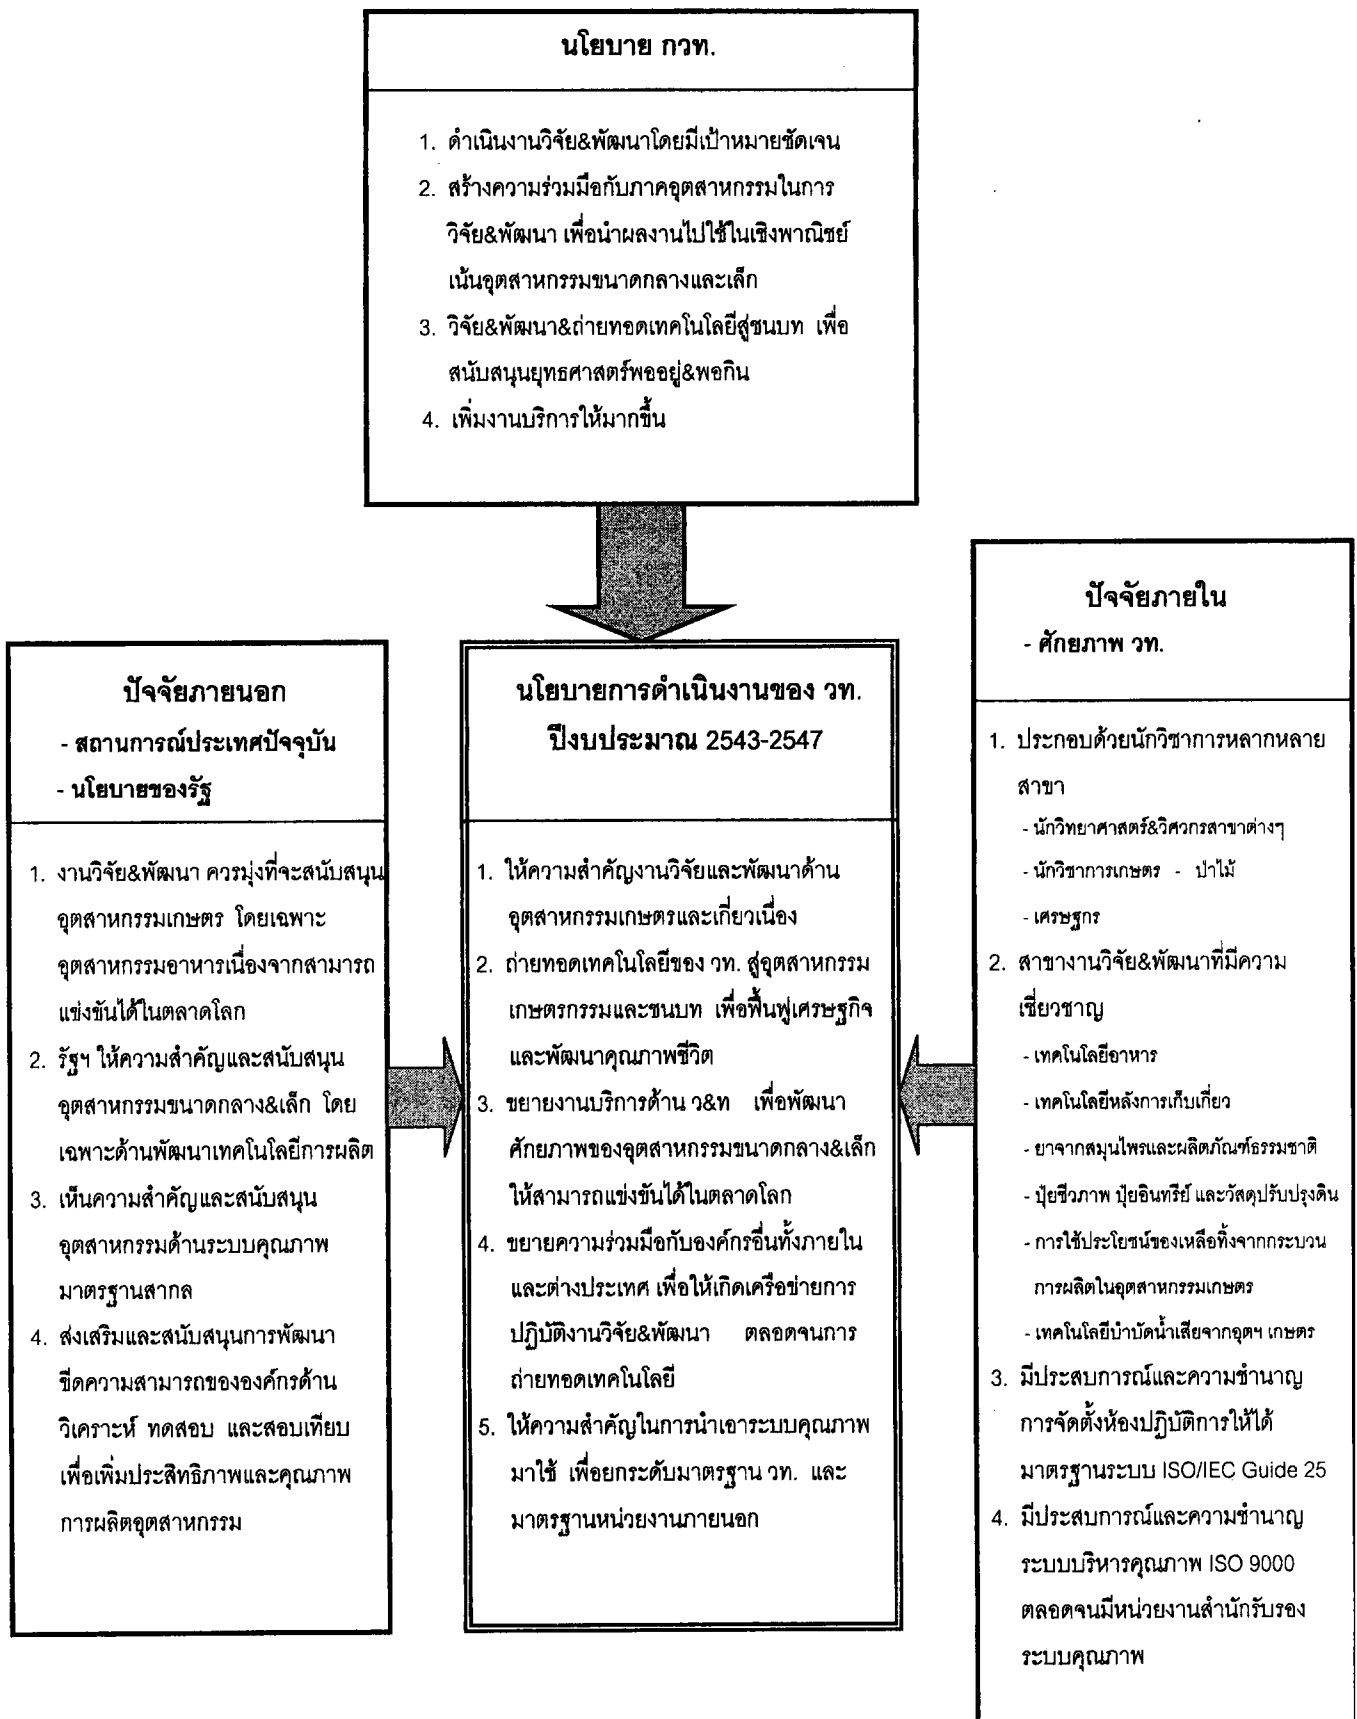 นโยบาย กวท.
1. ดำเนินงานวิจัย&พัฒนาโดยมีเป้าหมายชัดเจน
2. สร้างความร่วมมือกับภาคอุตสาหกรรมในการ
วิจัย&พัฒนา เพื่อนำผลงานไปใช้ในเชิงพาณิชย์
เน้นอุตสาหกรรมขนาดกลางและเล็ก
3. วิจัย&พัฒนา&ถ่ายทอดเทคโนโลยีสู่ชนบท เพื่อ
สนับสนุนยุทธศาสตร์พออยู่&พอกิน
4. เพิ่มงานบริการให้มากขึ้น
ปัจจัยภายนอก
- สถานการณ์ประเทศปัจจุบัน
- นโยบายของรัฐ
1. งานวิจัย&พัฒนา ควรมุ่งที่จะสนับสนุน
อุตสาหกรรมเกษตร โดยเฉพาะ
อุตสาหกรรมอาหารเนื่องจากสามารถ
แข่งขันได้ในตลาดโลก
2. รัฐฯ ให้ความสำคัญและสนับสนุน
อุตสาหกรรมขนาดกลาง&เล็ก โดย
เฉพาะด้านพัฒนาเทคโนโลยีการผลิต
3. เห็นความสำคัญและสนับสนุน
อุตสาหกรรมด้านระบบคุณภาพ
มาตรฐานสากล
4. ส่งเสริมและสนับสนุนการพัฒนา
ขีดความสามารถขององค์กรด้าน
วิเคราะห์ ทดสอบ และสอบเทียบ
เพื่อเพิ่มประสิทธิภาพและคุณภาพ
การผลิตอุตสาหกรรม
นโยบายการดำเนินงานของ วท.
ปีงบประมาณ 2543-2547
1. ให้ความสำคัญงานวิจัยและพัฒนาด้าน
อุตสาหกรรมเกษตรและเกี่ยวเนื่อง
2. ถ่ายทอดเทคโนโลยีของ วท. สู่อุตสาหกรรม
เกษตรกรรมและชนบท เพื่อฟื้นฟูเศรษฐกิจ
และพัฒนาคุณภาพชีวิต
3. ขยายงานบริการด้าน ว&ท เพื่อพัฒนา
ศักยภาพของอุตสาหกรรมขนาดกลาง&เล็ก
ให้สามารถแข่งขันได้ในตลาดโลก
4. ขยายความร่วมมือกับองค์กรอื่นทั้งภายใน
และต่างประเทศ เพื่อให้เกิดเครือข่ายการ
ปฏิบัติงานวิจัย&พัฒนา ตลอดจนการ
ถ่ายทอดเทคโนโลยี
5. ให้ความสำคัญในการนำเอาระบบคุณภาพ
มาใช้ เพื่อยกระดับมาตรฐาน วท. และ
มาตรฐานหน่วยงานภายนอก
ปัจจัยภายใน
- ศักยภาพ วท.
1. ประกอบด้วยนักวิชาการหลากหลาย
สาขา
- นักวิทยาศาสตร์&วิศวกรสาขาต่างๆ
- นักวิชาการเกษตร - ป่าไม้
- เศรษฐกร
2. สาขางานวิจัย&พัฒนาที่มีความ
เชี่ยวชาญ
- เทคโนโลยีอาหาร
- เทคโนโลยีหลังการเก็บเกี่ยว
- ยาจากสมุนไพรและผลิตภัณฑ์ธรรมชาติ
- ปุ๋ยชีวภาพ ปุ๋ยอินทรีย์ และวัสดุปรับปรุงดิน
- การใช้ประโยชน์ของเหลือทิ้งจากกระบวน
การผลิตในอุตสาหกรรมเกษตร
- เทคโนโลยีบำบัดน้ำเสียจากอุตฯ เกษตร
3. มีประสบการณ์และความชำนาญ
การจัดตั้งห้องปฏิบัติการให้ได้
มาตรฐานระบบ ISO/IEC Guide 25
4. มีประสบการณ์และความชำนาญ
ระบบบริหารคุณภาพ ISO 9000
ตลอดจนมีหน่วยงานสำนักรับรอง
ระบบคุณภาพ